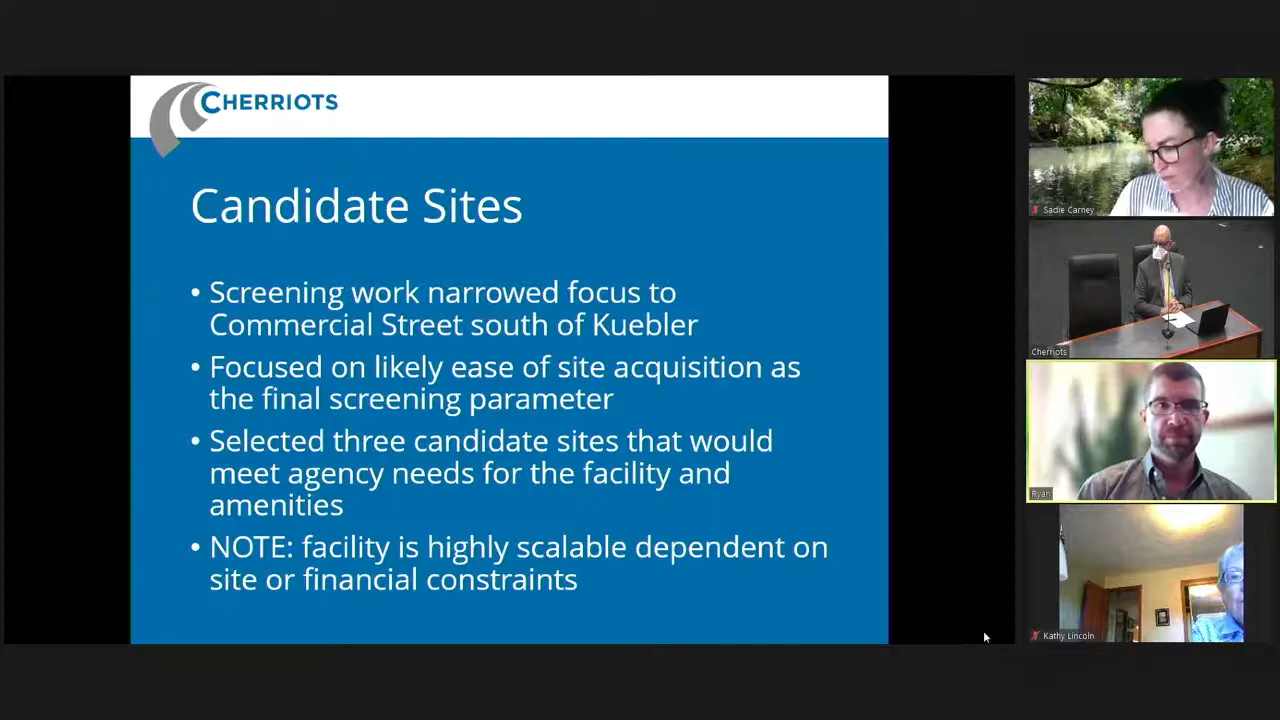 CHERRIOTS
Candidate Sites
• Screening work narrowed focus to
Commercial Street south of Kuebler
• Focused on likely ease of site acquisition as
the final screening parameter
• Selected three candidate sites that would
meet agency needs for the facility and
amenities
• NOTE: facility is highly scalable dependent on
site or financial constraints
Sadie Carney
Cherriots
Ryan
Kathy Lincoln